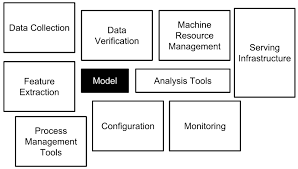 Data Collection
Data
Verification
Machine
Resource
Management
Serving
Infrastructure
Feature
Extraction
Model
Analysis Tools
Process
Management
Tools
Configuration
Monitoring